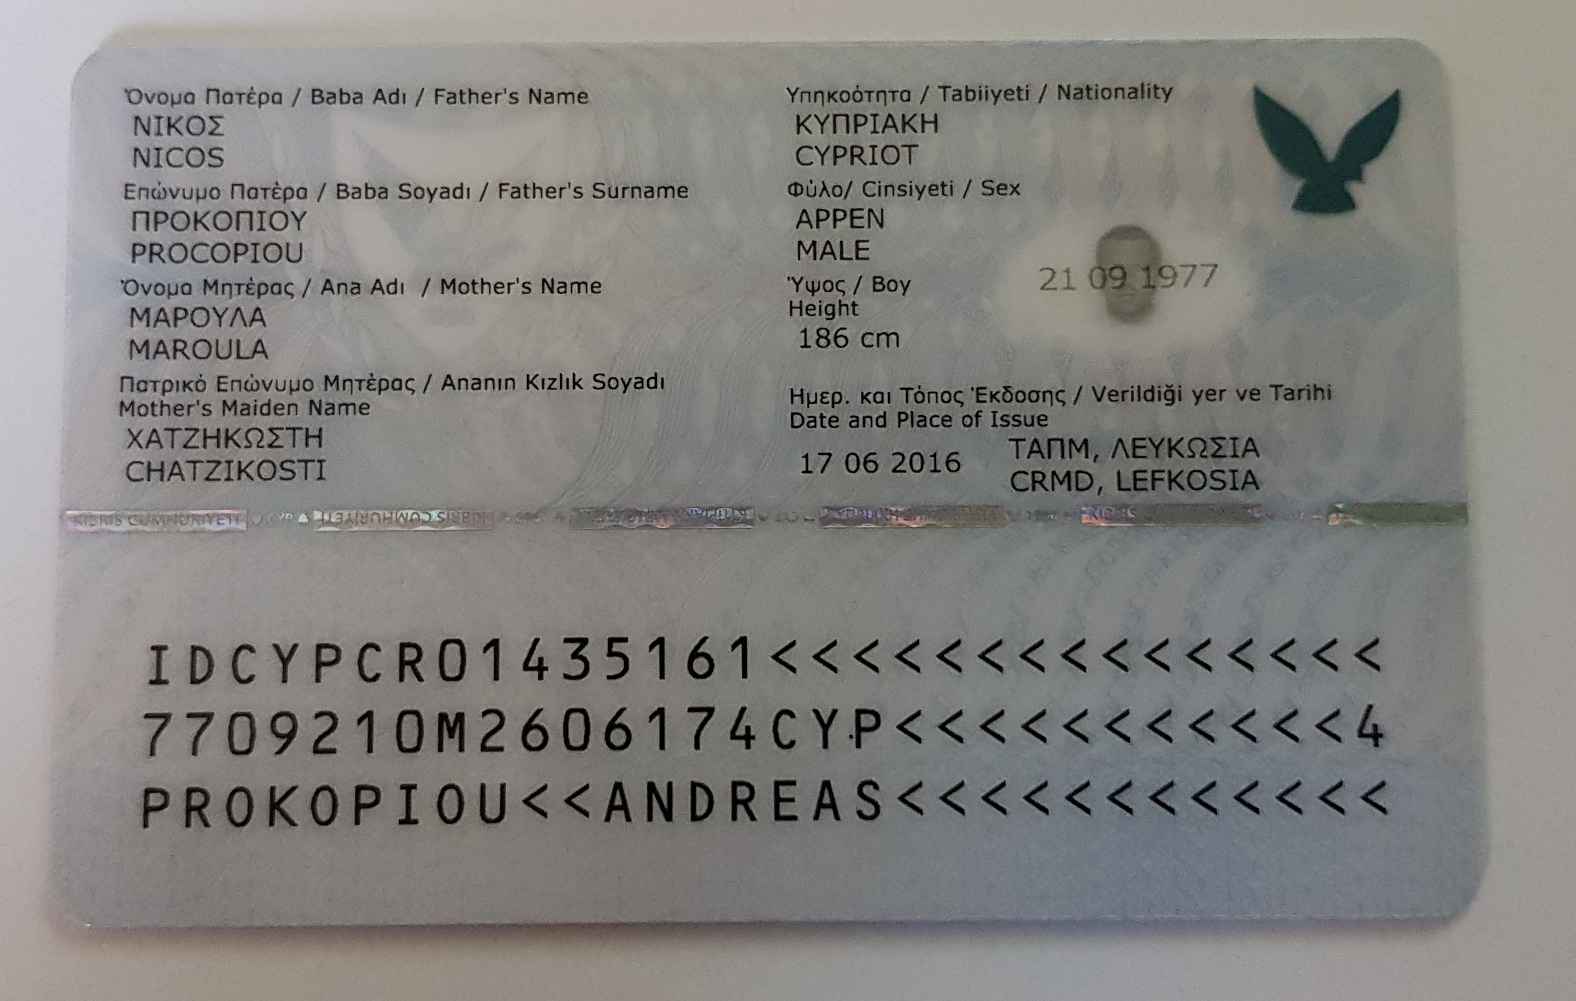 Όνομα Πατέρα / Baba Adı / Father's Name
ΝΙΚΟΣ
NICOS
Επώνυμο Πατέρα / Baba Soyadı / Father's Surname
ΠΡΟΚΟΠΙΟΥ
PROCOPIOU
Όνομα Μητέρας / Ana Adı / Mother's Name
ΜΑΡΟΥΛΑ
MAROULA
Πατρικό Επώνυμο Μητέρας / Ananın Kızlık Soyadı
Mother's Maiden Name
ΧΑΤΖΗΚΩΣΤΗ
CHATZIKOSTI
Υπηκοότητα / Tabiiyeti / Nationality
ΚΥΠΡΙΑΚΗ
CYPRIOT
Φύλο/ Cinsiyeti / Sex
ΑΡΡΕΝ
MALE
Ύψος / Boy
Height
186 cm
21 09 1977
Ημερ. και Τόπος Έκδοσης / Verildiği yer ve Tarihi
Date and Place of Issue
17 06 2016
ΤΑΠΜ, ΛΕΥΚΩΣΙΑ
CRMD, LEFKOSIA
KIBRIS CUMHURİYETİ
IDCYPCRO1435161<<<<<<<<<<<<<<<
7709210M2606174CYP<<<<<<<<<<<4
PROKOPIOU<<ANDREAS<<<<<<<<<<<<